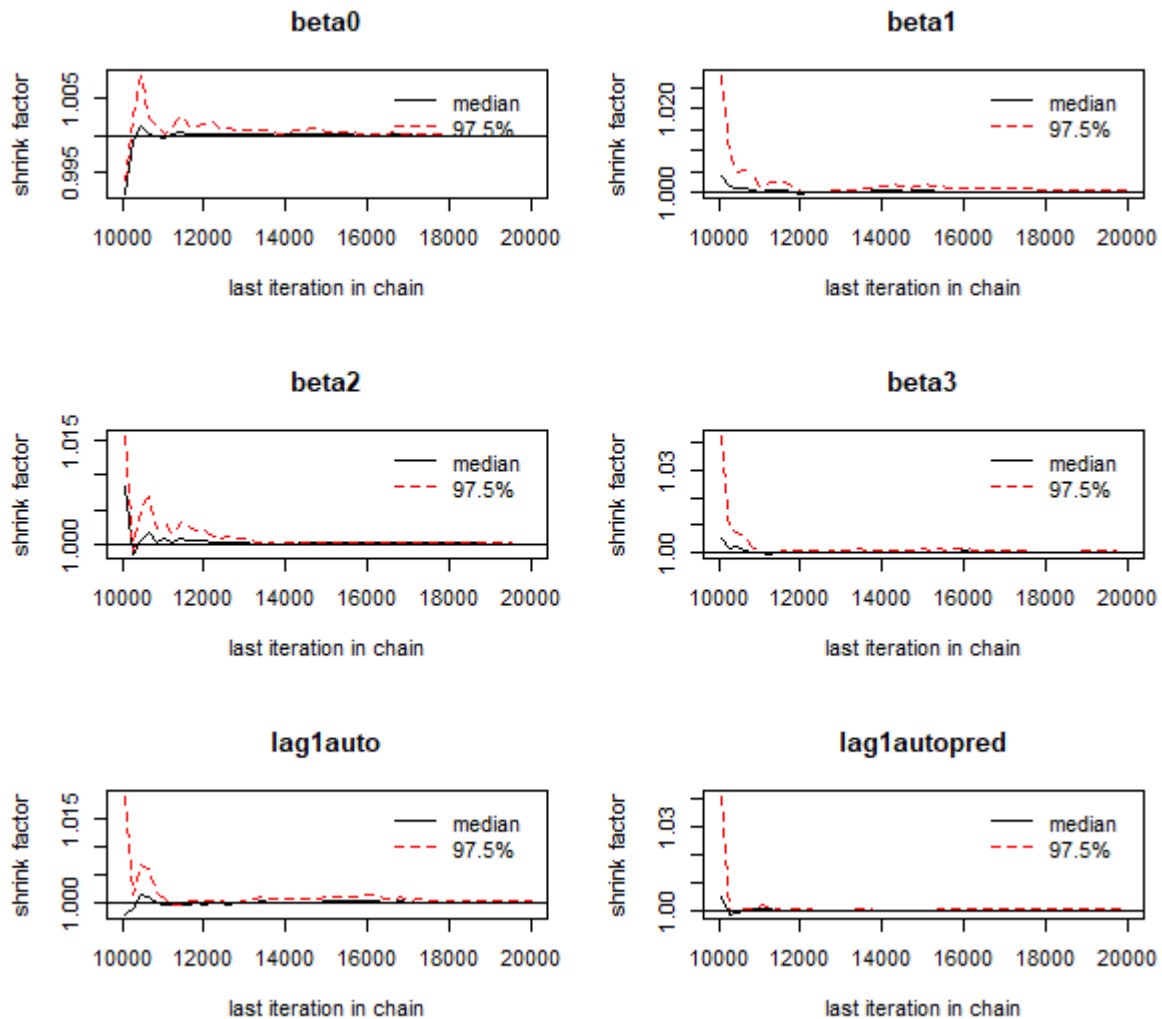 beta0
shrink factor
0.995 1.005
median
97.5%
10000 12000 14000 16000 18000 20000
last iteration in chain
beta1
shrink factor
1.000 1.020
median
97.5%
10000 12000 14000 16000 18000 20000
last iteration in chain
beta2
shrink factor
1.000 1.015
median
97.5%
10000 12000 14000 16000 18000 20000
last iteration in chain
beta3
shrink factor
1.00 1.03
median
97.5%
10000 12000 14000 16000 18000 20000
last iteration in chain
lag1auto
shrink factor
1.000 1.015
median
97.5%
10000 12000 14000 16000 18000 20000
last iteration in chain
lag1autopred
shrink factor
1.00 1.03
median
97.5%
10000 12000 14000 16000 18000 20000
last iteration in chain